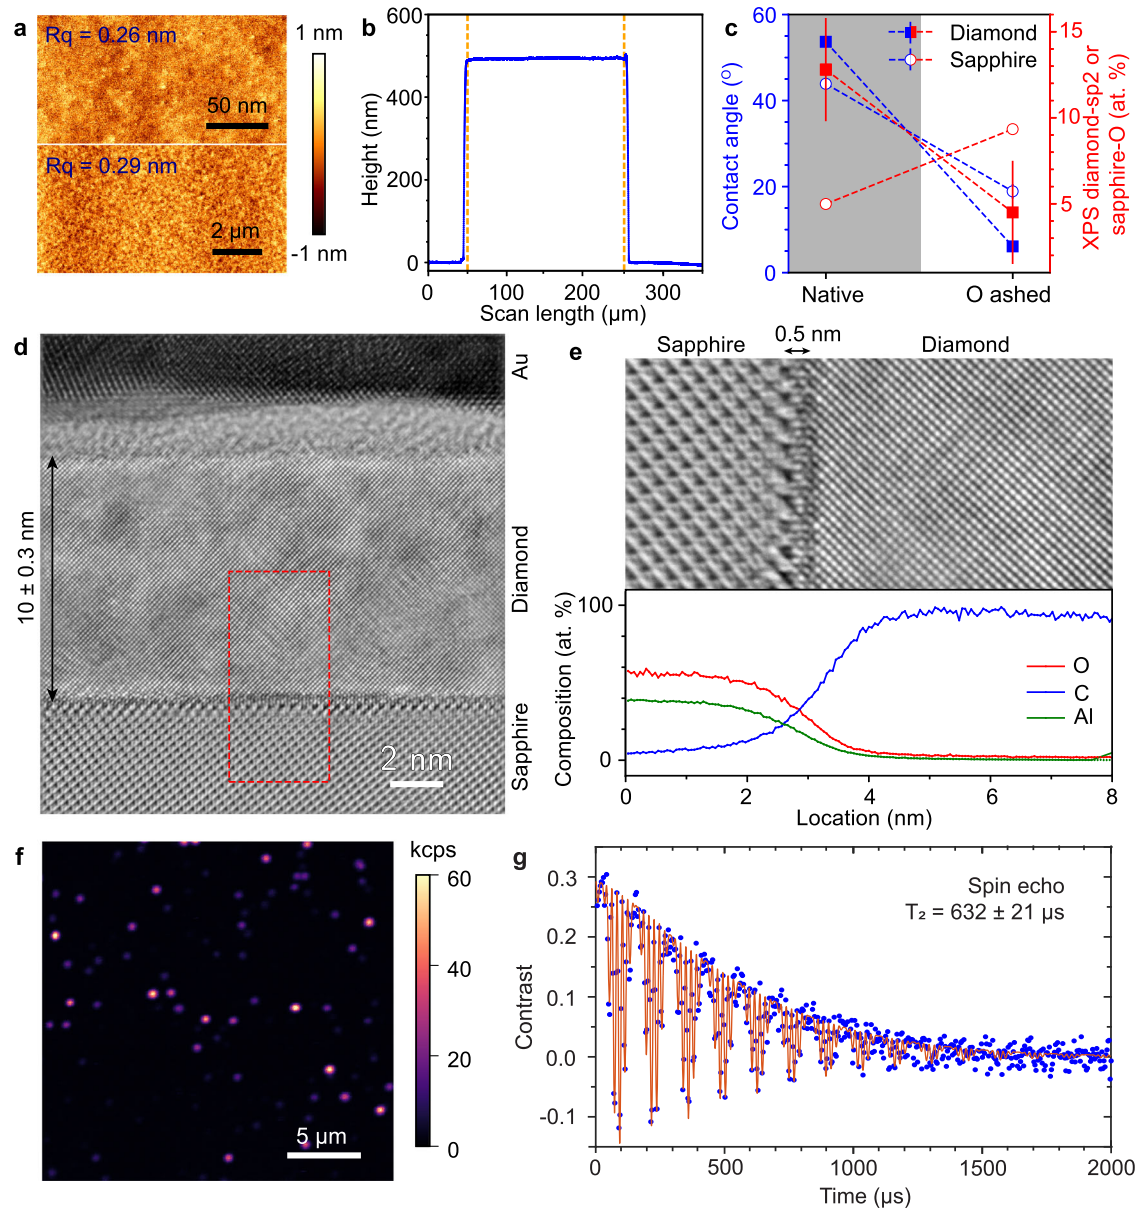 a
Rq = 0.26 nm
50 nm
Rq = 0.29 nm
2 µm
1 nm
-1 nm
b
600
400
200
0
Height (nm)
0
100
200
300
Scan length (µm)
c
60
40
20
0
Contact angle (°)
Diamond
Sapphire
15
10
5
XPS diamond-sp2 or
sapphire-O (at. %)
Native
O ashed
d
Au
Diamond
Sapphire
10 ± 0.3 nm
2 nm
e
Sapphire
0.5 nm
Diamond
100
0
Composition (at. %)
O
C
Al
0
2
4
6
8
Location (nm)
f
kcps
60
40
20
0
5 µm
g
0.3
0.2
0.1
0.0
-0.1
Contrast
Spin echo
T₂ = 632 ± 21 µs
0
500
1000
1500
2000
Time (µs)